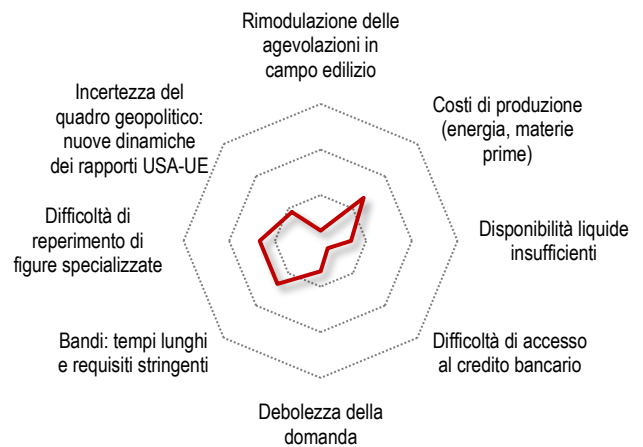 Rimodulazione delle
agevolazioni in
campo edilizio
Costi di produzione
(energia, materie
prime)
Disponibilità liquide
insufficienti
Difficoltà di accesso
al credito bancario
Debolezza della
domanda
Bandi: tempi lunghi
e requisiti stringenti
Difficoltà di
reperimento di
figure specializzate
Incertezza del
quadro geopolitico:
nuove dinamiche
dei rapporti USA-UE